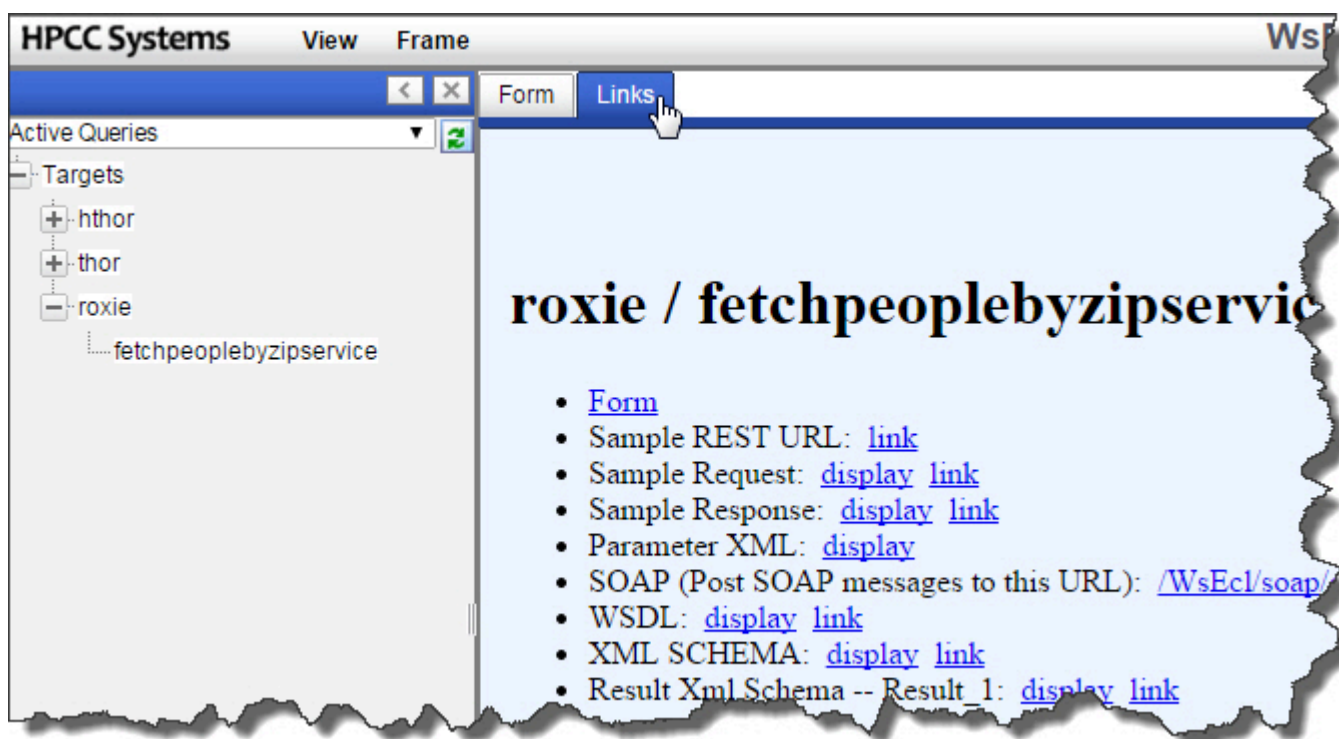 HPCC Systems View Frame
Form Links
Active Queries
Targets
hthor
thor
roxie
fetchpeoplebyzipservice
roxie / fetchpeoplebyzipservic
Form
Sample REST URL: link
Sample Request: display link
Sample Response: display link
Parameter XML: display
SOAP (Post SOAP messages to this URL): /WsEcl/soap/
WSDL: display link
XML SCHEMA: display link
Result Xml Schema -- Result_1: display link